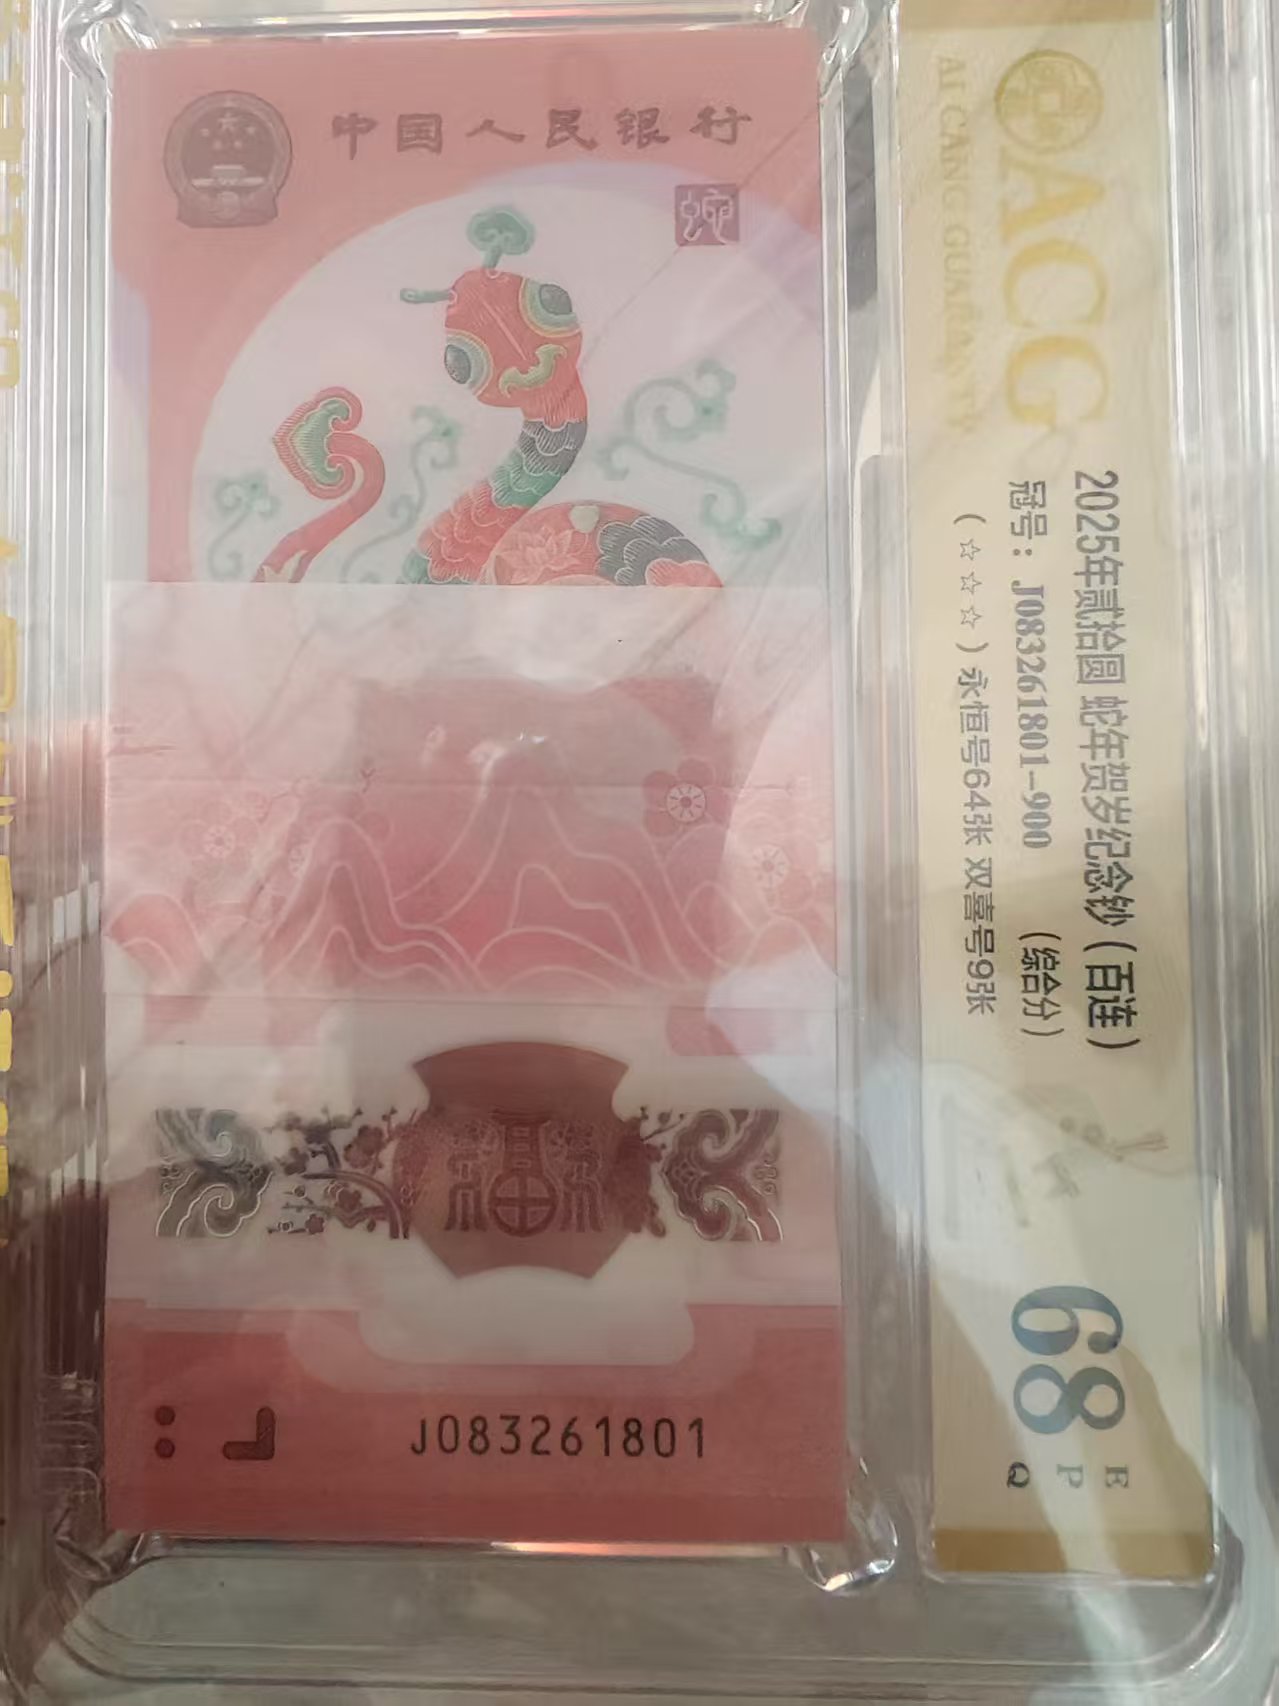 中国人民银行
蛇
J083261801
ACG
AI CANG GUARANTY
2025年贰拾圆 蛇年贺岁纪念钞（百连）
冠号：J083261801-900 （综合分）
（☆☆☆）永恒号64张 双喜号9张
68
E
P
Q